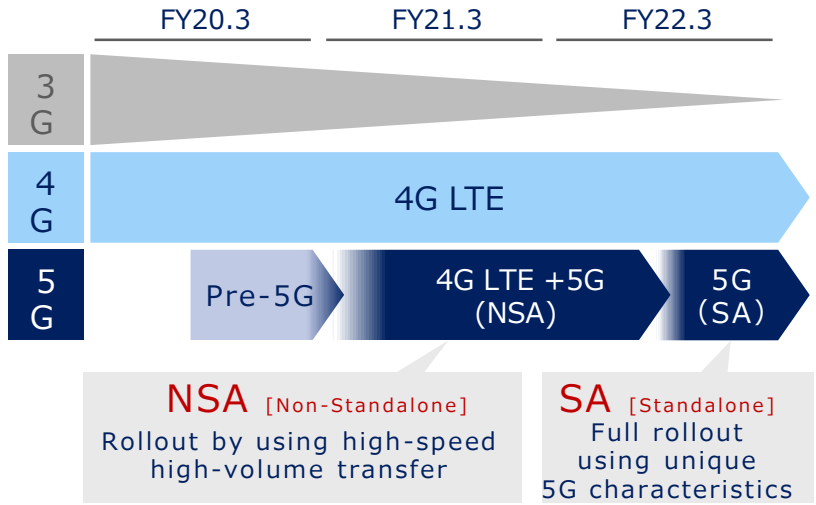 FY20.3 FY21.3 FY22.3
3
G
4
G
4G LTE
5
G
Pre-5G
4G LTE +5G
(NSA)
5G
(SA)
NSA [Non-Standalone]
Rollout by using high-speed
high-volume transfer
SA [Standalone]
Full rollout
using unique
5G characteristics